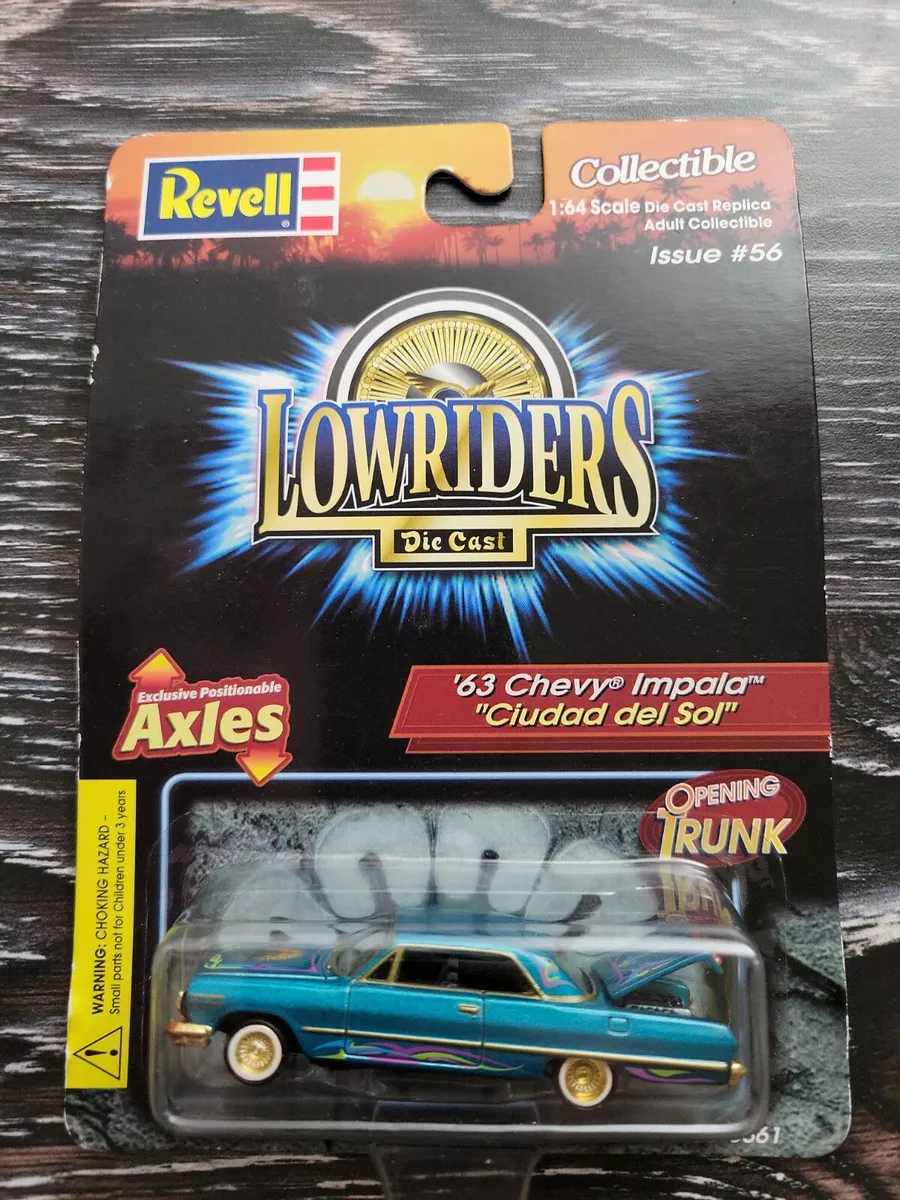 Revell®
Collectible
1:64 Scale Die Cast Replica
Adult Collectible
Issue #56
LOWRIDERS
Die Cast
Exclusive Positionable
Axles
'63 Chevy® Impala™
"Ciudad del Sol"
OPENING
TRUNK
WARNING: CHOKING HAZARD –
Small parts not for Children under 3 years